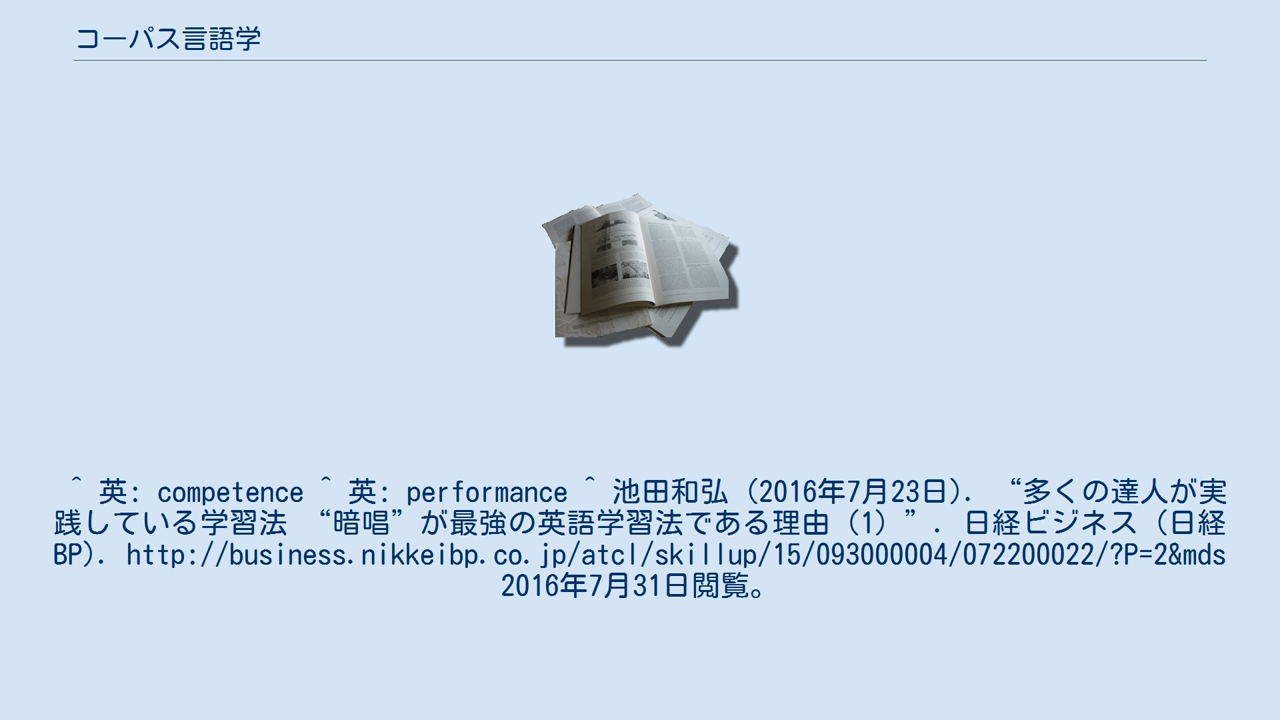 コーパス言語学
^ 英: competence ^ 英: performance ^ 池田和弘（2016年7月23日）. “多くの達人が実
践している学習法 “暗唱”が最強の英語学習法である理由（1）”. 日経ビジネス（日経
BP）. http://business.nikkeibp.co.jp/atcl/skillup/15/093000004/072200022/?P=2&mds
2016年7月31日閲覧。